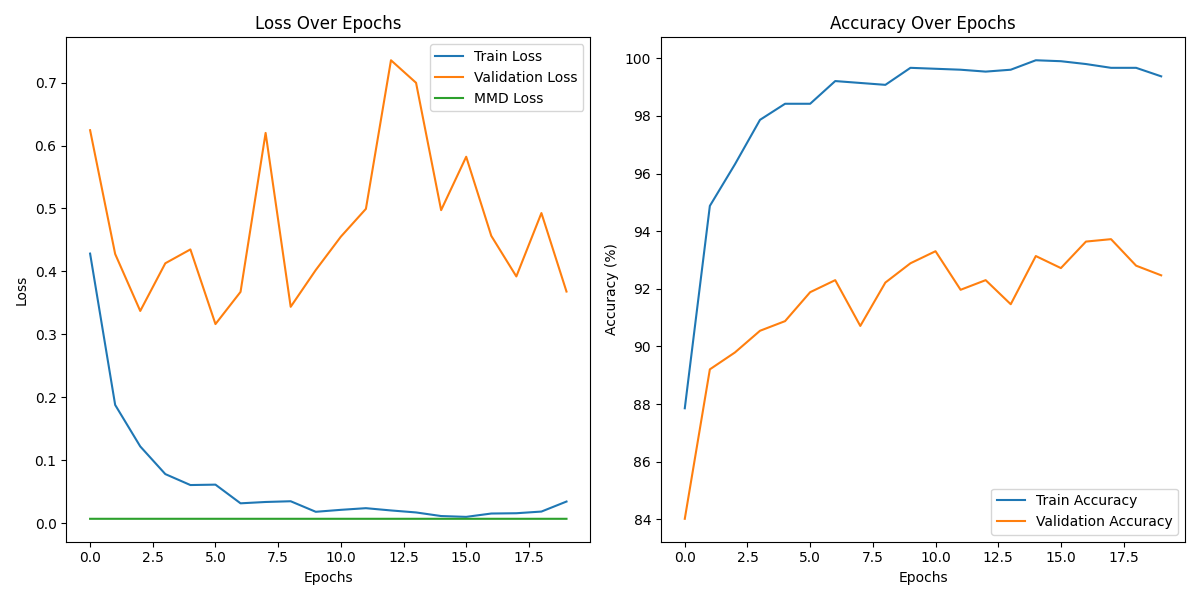 Loss Over Epochs
Train Loss
Validation Loss
MMD Loss
0.7
0.6
0.5
0.4
0.3
0.2
0.1
0.0
Loss
0.0 2.5 5.0 7.5 10.0 12.5 15.0 17.5
Epochs
Accuracy Over Epochs
100
98
96
94
92
90
88
86
84
Accuracy (%)
Train Accuracy
Validation Accuracy
0.0 2.5 5.0 7.5 10.0 12.5 15.0 17.5
Epochs